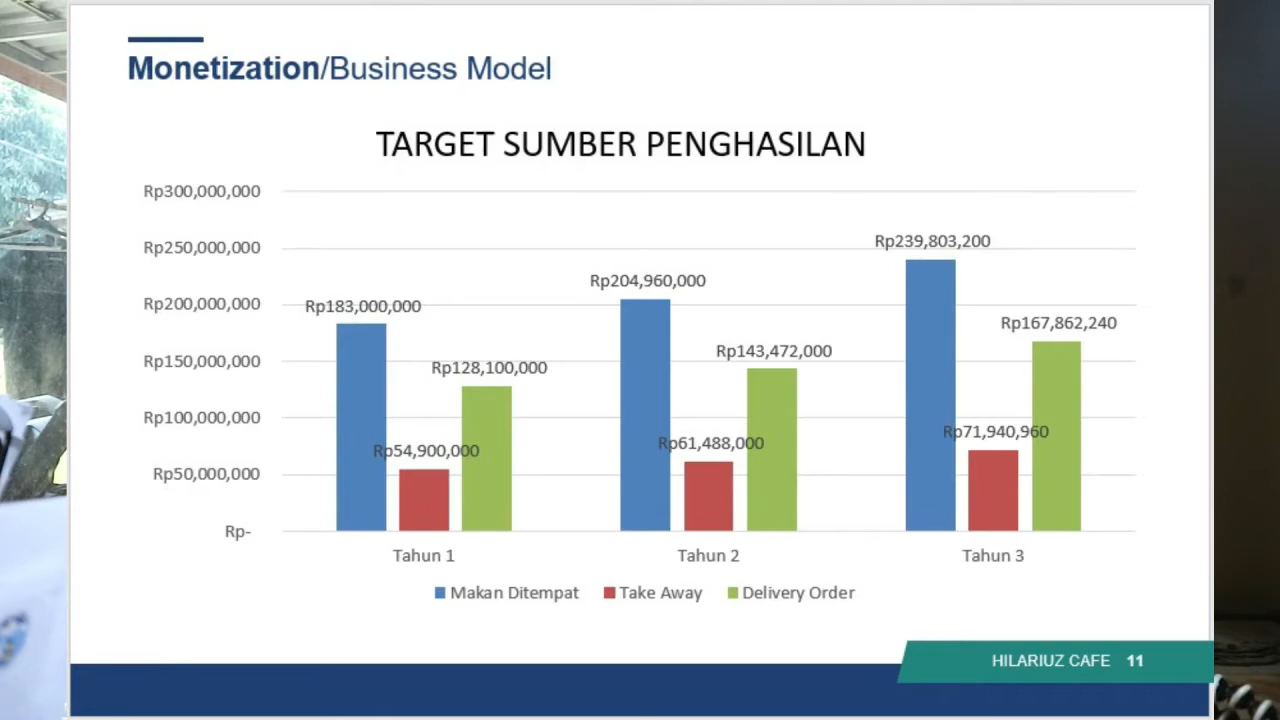 Monetization/Business Model
TARGET SUMBER PENGHASILAN
Rp300,000,000
Rp250,000,000
Rp200,000,000
Rp150,000,000
Rp100,000,000
Rp50,000,000
Rp-
Rp183,000,000
Rp54,900,000
Rp128,100,000
Rp204,960,000
Rp61,488,000
Rp143,472,000
Rp239,803,200
Rp71,940,960
Rp167,862,240
Tahun 1
Tahun 2
Tahun 3
Makan Ditempat
Take Away
Delivery Order
HILARIUZ CAFE 11